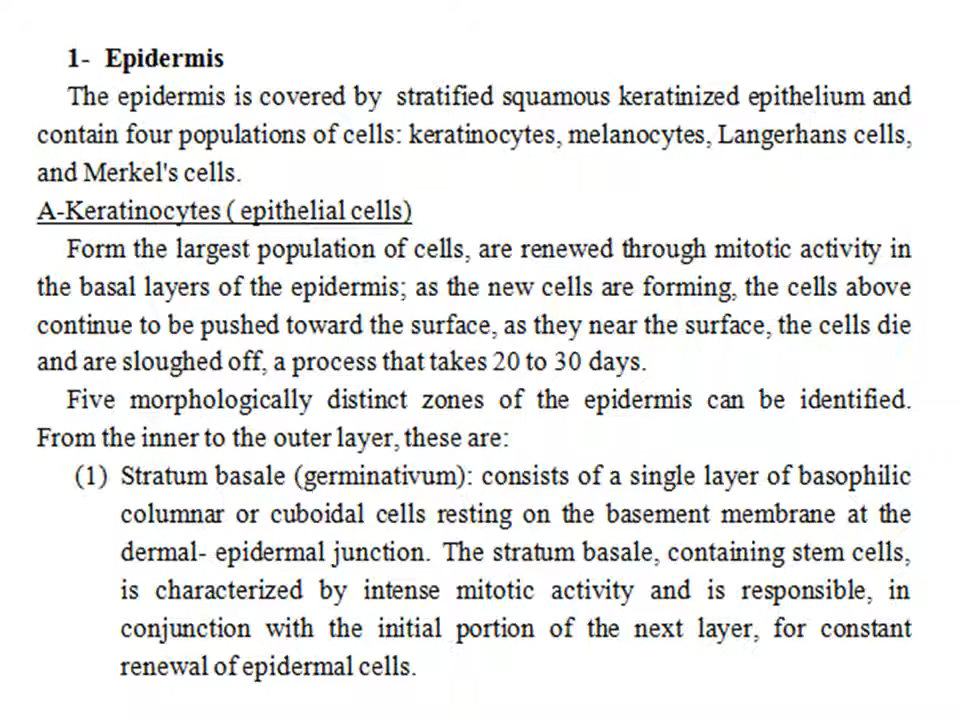 1- Epidermis
The epidermis is covered by stratified squamous keratinized epithelium and
contain four populations of cells: keratinocytes, melanocytes, Langerhans cells,
and Merkel's cells.
A-Keratinocytes ( epithelial cells)
Form the largest population of cells, are renewed through mitotic activity in
the basal layers of the epidermis; as the new cells are forming, the cells above
continue to be pushed toward the surface, as they near the surface, the cells die
and are sloughed off, a process that takes 20 to 30 days.
Five morphologically distinct zones of the epidermis can be identified.
From the inner to the outer layer, these are:
(1) Stratum basale (germinativum): consists of a single layer of basophilic
columnar or cuboidal cells resting on the basement membrane at the
dermal- epidermal junction. The stratum basale, containing stem cells,
is characterized by intense mitotic activity and is responsible, in
conjunction with the initial portion of the next layer, for constant
renewal of epidermal cells.